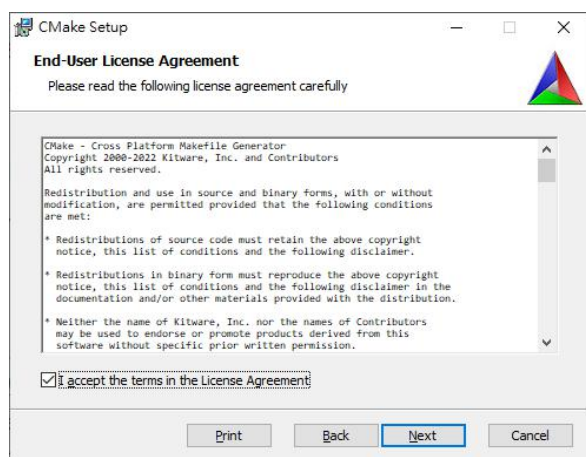 CMake Setup
End-User License Agreement
Please read the following license agreement carefully
CMake - Cross Platform Makefile Generator
Copyright 2000-2022 Kitware, Inc. and Contributors
All rights reserved.
Redistribution and use in source and binary forms, with or without
modification, are permitted provided that the following conditions
are met:
* Redistributions of source code must retain the above copyright
notice, this list of conditions and the following disclaimer.
* Redistributions in binary form must reproduce the above copyright
notice, this list of conditions and the following disclaimer in the
documentation and/or other materials provided with the distribution.
* Neither the name of Kitware, Inc. nor the names of Contributors
may be used to endorse or promote products derived from this
software without specific prior written permission.
I accept the terms in the License Agreement
Print Back Next Cancel